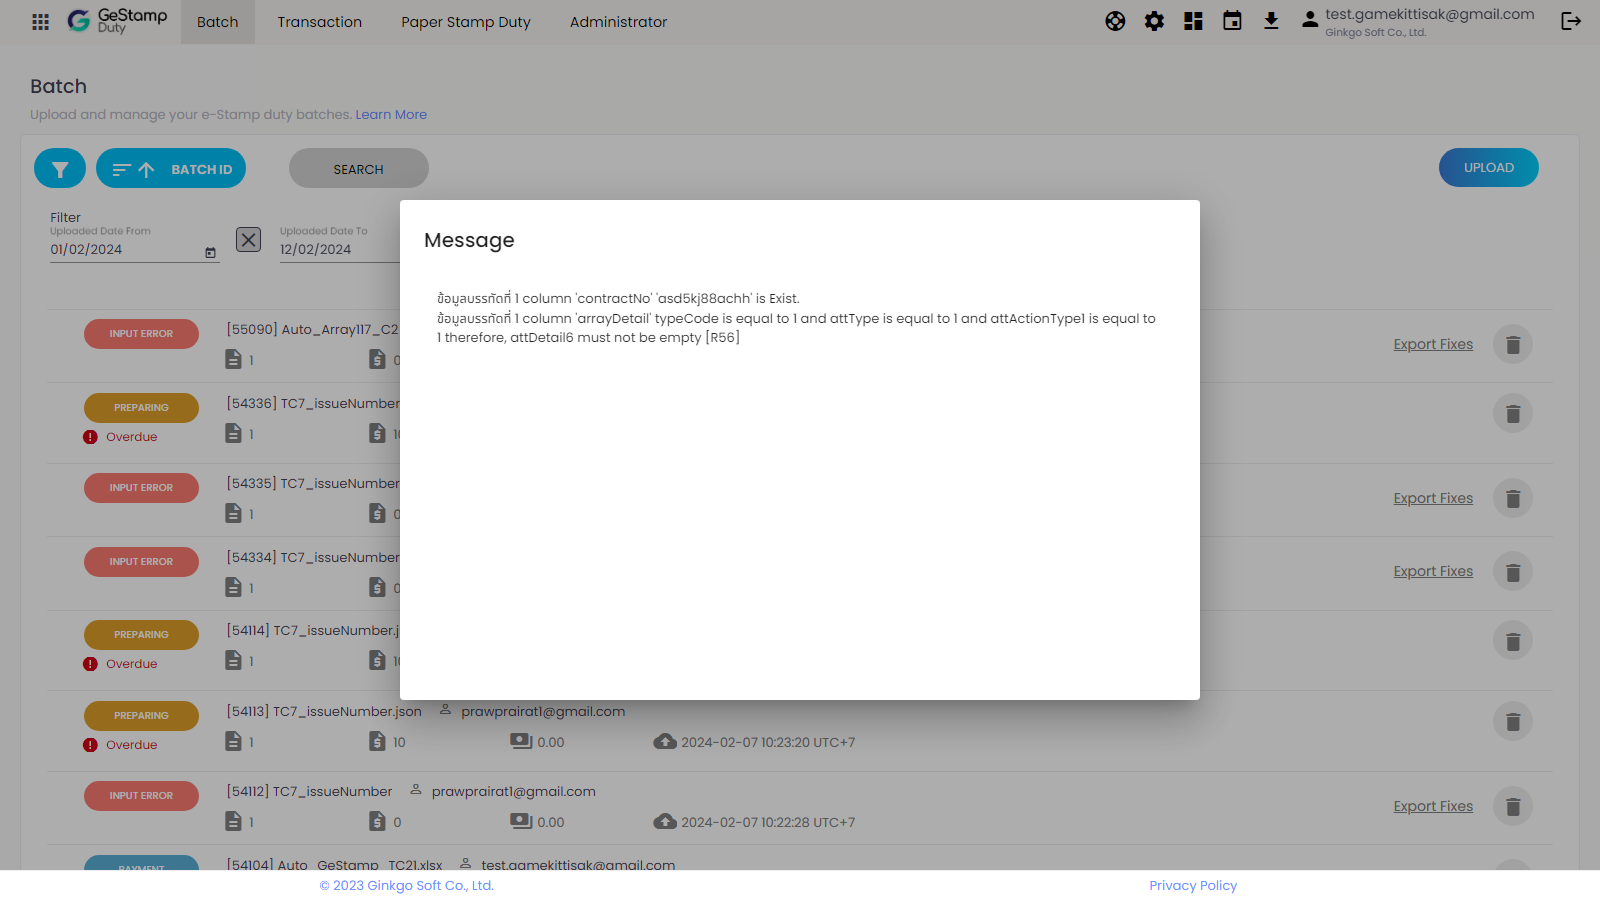 GeStamp
Duty
Batch
Transaction
Paper Stamp Duty
Administrator
test.gamekittisak@gmail.com
Ginkgo Soft Co., Ltd.
Batch
Upload and manage your e-Stamp duty batches. Learn More
BATCH ID
SEARCH
UPLOAD
Filter
Uploaded Date From
01/02/2024
Uploaded Date To
12/02/2024
Message
ข้อมูลบรรทัดที่ 1 column 'contractNo' 'asd5kj88achh' is Exist.
ข้อมูลบรรทัดที่ 1 column 'arrayDetail' typeCode is equal to 1 and attType is equal to 1 and attActionType1 is equal to
1 therefore, attDetail6 must not be empty [R56]
INPUT ERROR
[55090] Auto_Array117_C2
1
0
Export Fixes
PREPARING
[54336] TC7_issueNumber
Overdue
1
10
INPUT ERROR
[54335] TC7_issueNumber
1
0
Export Fixes
INPUT ERROR
[54334] TC7_issueNumber
1
0
Export Fixes
PREPARING
[54114] TC7_issueNumber.j
Overdue
1
10
PREPARING
[54113] TC7_issueNumber.json
prawprairat1@gmail.com
Overdue
1
10
0.00
2024-02-07 10:23:20 UTC+7
INPUT ERROR
[54112] TC7_issueNumber
prawprairat1@gmail.com
1
0
0.00
2024-02-07 10:22:28 UTC+7
Export Fixes
PAYMENT
[54104] Auto_GeStamp_TC21.xlsx
test.gamekittisak@gmail.com
© 2023 Ginkgo Soft Co., Ltd.
Privacy Policy